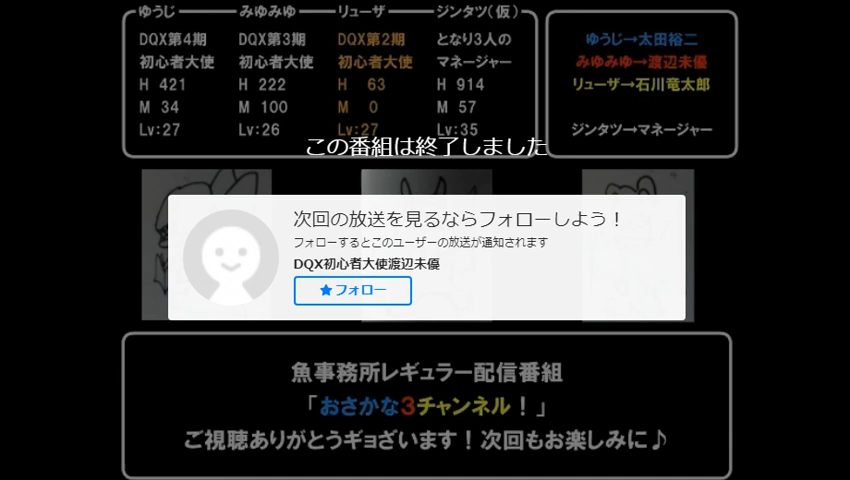 ゆうじ みゆみゆ リューザ ジンタツ(仮)
DQX第4期 DQX第3期 DQX第2期 となり3人の
初心者大使 初心者大使 初心者大使 マネージャー
H 421 H 222 H 63 H 914
M 34 M 100 M 0 M 57
Lv:27 Lv:26 Lv:27 Lv:35
ゆうじ→太田裕二
みゆみゆ→渡辺未優
リューザ→石川竜太郎
ジンタツ→マネージャー
この番組は終了しました
次回の放送を見るならフォローしよう！
フォローするとこのユーザーの放送が通知されます
DQX初心者大使渡辺未優
★フォロー
魚事務所レギュラー配信番組
「おさかな3チャンネル！」
ご視聴ありがとうギョざいます！次回もお楽しみに♪